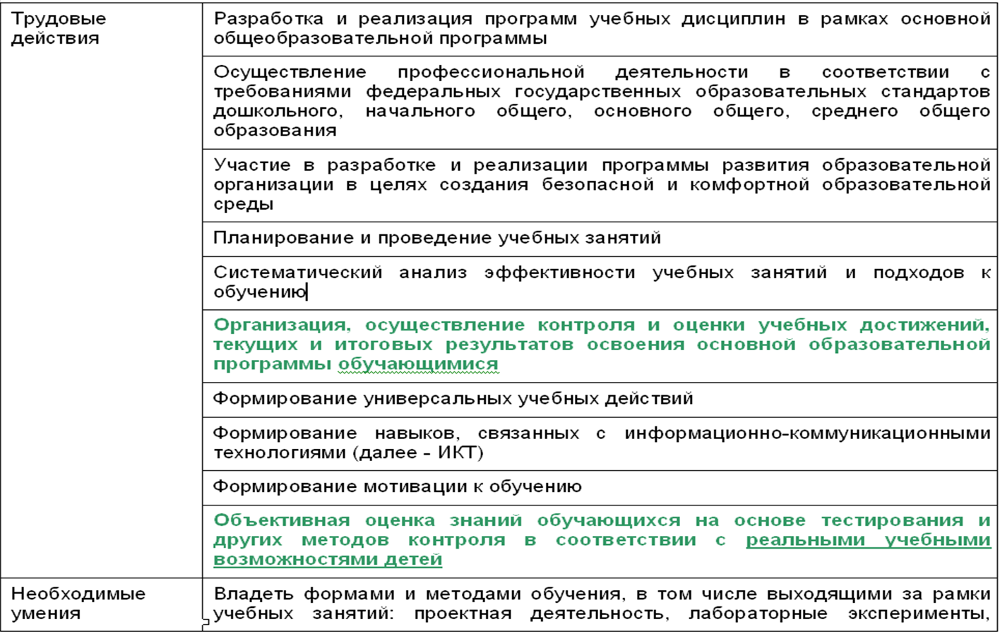 Трудовые
действия
Разработка и реализация программ учебных дисциплин в рамках основной
общеобразовательной программы
Осуществление профессиональной деятельности в соответствии с
требованиями федеральных государственных образовательных стандартов
дошкольного, начального общего, основного общего, среднего общего
образования
Участие в разработке и реализации программы развития образовательной
организации в целях создания безопасной и комфортной образовательной
среды
Планирование и проведение учебных занятий
Систематический анализ эффективности учебных занятий и подходов к
обучению
Организация, осуществление контроля и оценки учебных достижений,
текущих и итоговых результатов освоения основной образовательной
программы обучающимися
Формирование универсальных учебных действий
Формирование навыков, связанных с информационно-коммуникационными
технологиями (далее - ИКТ)
Формирование мотивации к обучению
Объективная оценка знаний обучающихся на основе тестирования и
других методов контроля в соответствии с реальными учебными
возможностями детей
Необходимые
умения
Владеть формами и методами обучения, в том числе выходящими за рамки
учебных занятий: проектная деятельность, лабораторные эксперименты,